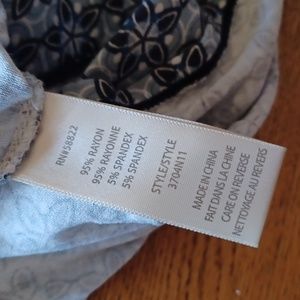 RN#58822
95% RAYON
95% RAYONNE
5% SPANDEX
5% SPANDEX
STYLE/STYLE
3704N11
MADE IN CHINA
FAIT DANS LA CHINE
CARE ON REVERSE
NETTOYAGE AU REVERS